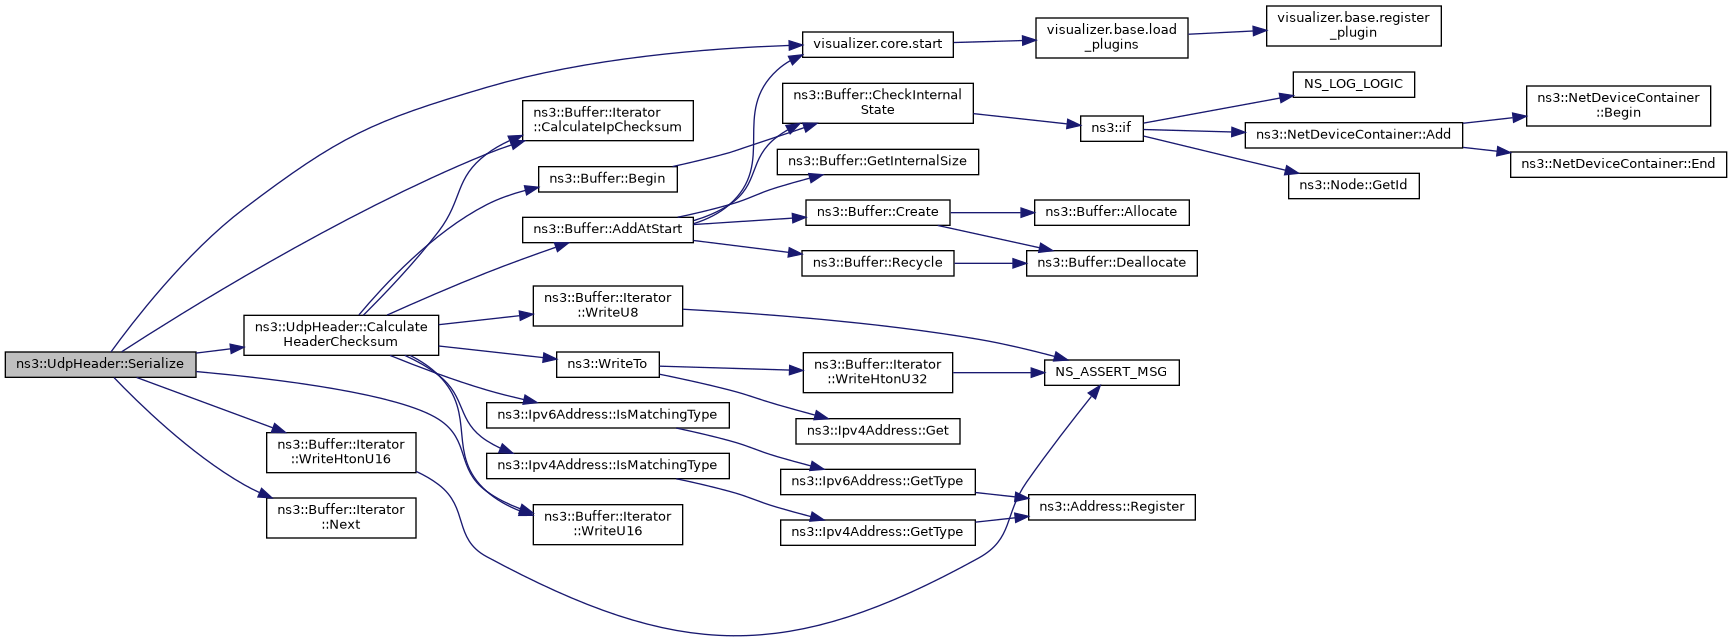 ns3::UdpHeader::Serialize
visualizer.core.start
visualizer.base.load
_plugins
visualizer.base.register
_plugin
ns3::Buffer::Iterator
::CalculateIpChecksum
ns3::Buffer::CheckInternal
State
NS_LOG_LOGIC
ns3::if
ns3::NetDeviceContainer::Add
ns3::NetDeviceContainer
::Begin
ns3::NetDeviceContainer::End
ns3::Node::GetId
ns3::Buffer::Begin
ns3::Buffer::GetInternalSize
ns3::Buffer::AddAtStart
ns3::Buffer::Create
ns3::Buffer::Allocate
ns3::Buffer::Recycle
ns3::Buffer::Deallocate
ns3::UdpHeader::Calculate
HeaderChecksum
ns3::Buffer::Iterator
::WriteU8
ns3::WriteTo
ns3::Buffer::Iterator
::WriteHtonU32
NS_ASSERT_MSG
ns3::Ipv6Address::IsMatchingType
ns3::Ipv4Address::Get
ns3::Buffer::Iterator
::WriteHtonU16
ns3::Ipv4Address::IsMatchingType
ns3::Ipv6Address::GetType
ns3::Address::Register
ns3::Buffer::Iterator
::Next
ns3::Buffer::Iterator
::WriteU16
ns3::Ipv4Address::GetType